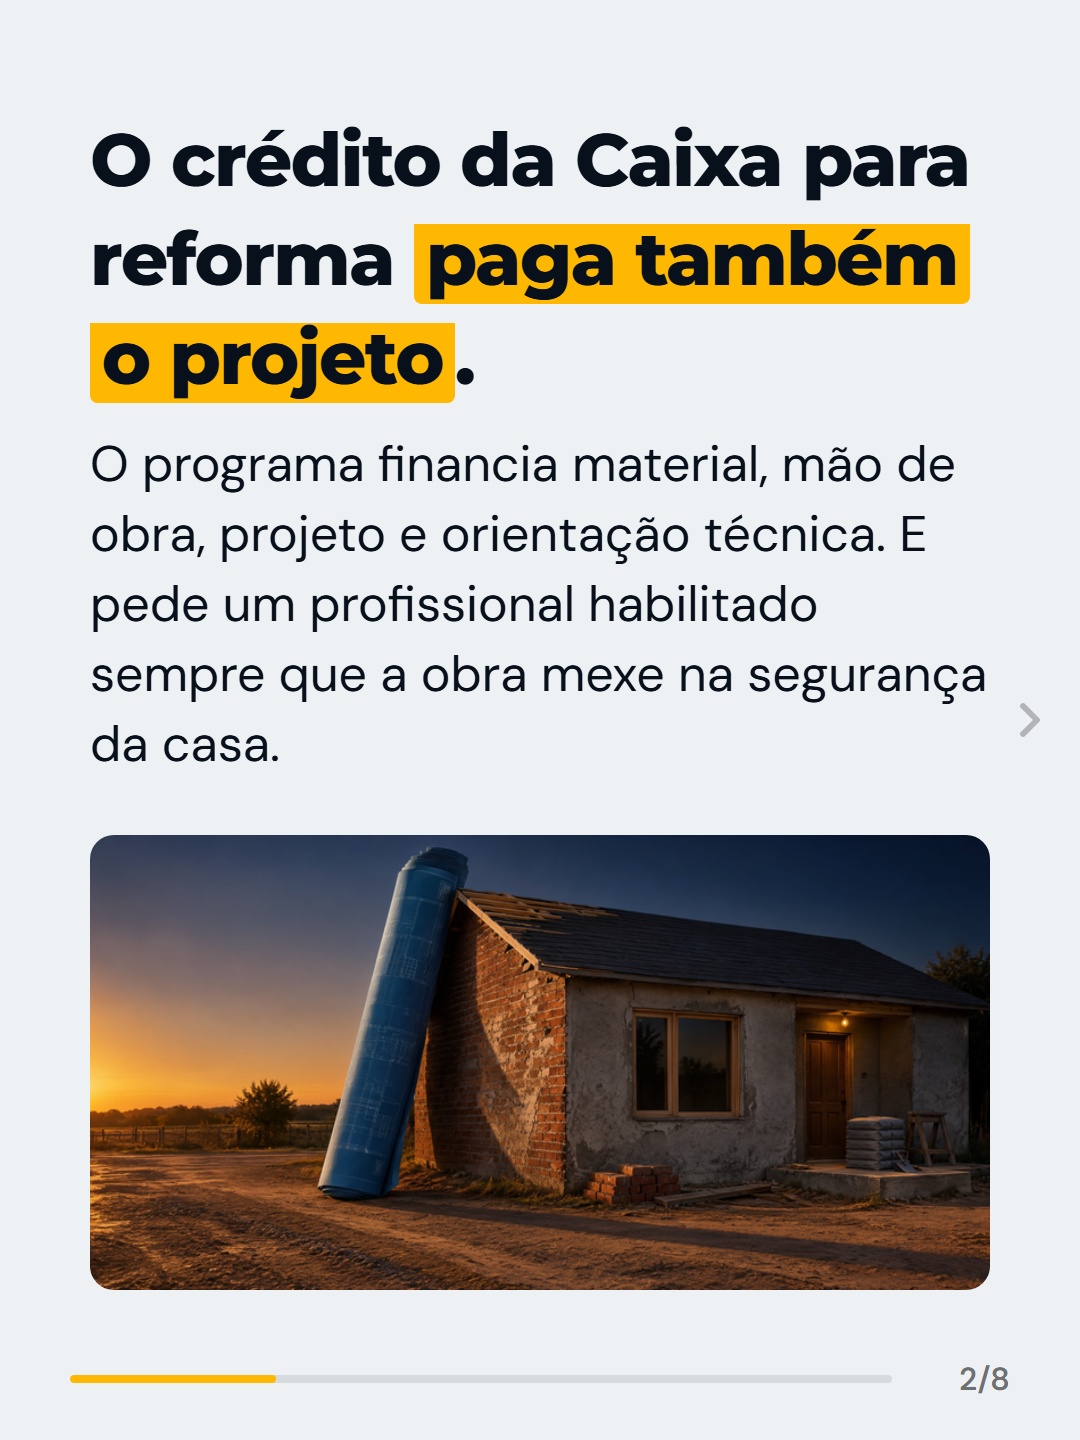 O crédito da Caixa para
reforma paga também
o projeto.
O programa financia material, mão de
obra, projeto e orientação técnica. E
pede um profissional habilitado
sempre que a obra mexe na segurança
da casa.
2/8